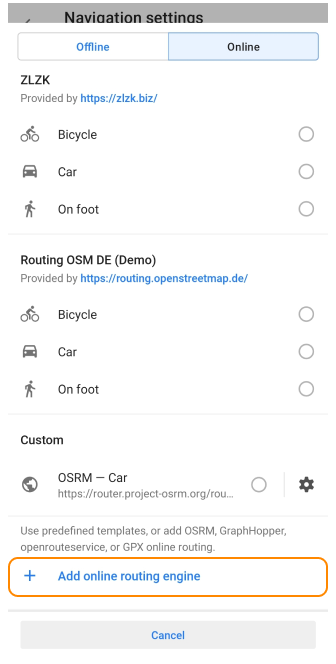 Navigation settings
Offline
Online
ZLZK
Provided by https://zlzk.biz/
Bicycle
Car
On foot
Routing OSM DE (Demo)
Provided by https://routing.openstreetmap.de/
Bicycle
Car
On foot
Custom
OSRM — Car
https://router.project-osrm.org/rou...
Use predefined templates, or add OSRM, GraphHopper,
openrouteservice, or GPX online routing.
Add online routing engine
Cancel